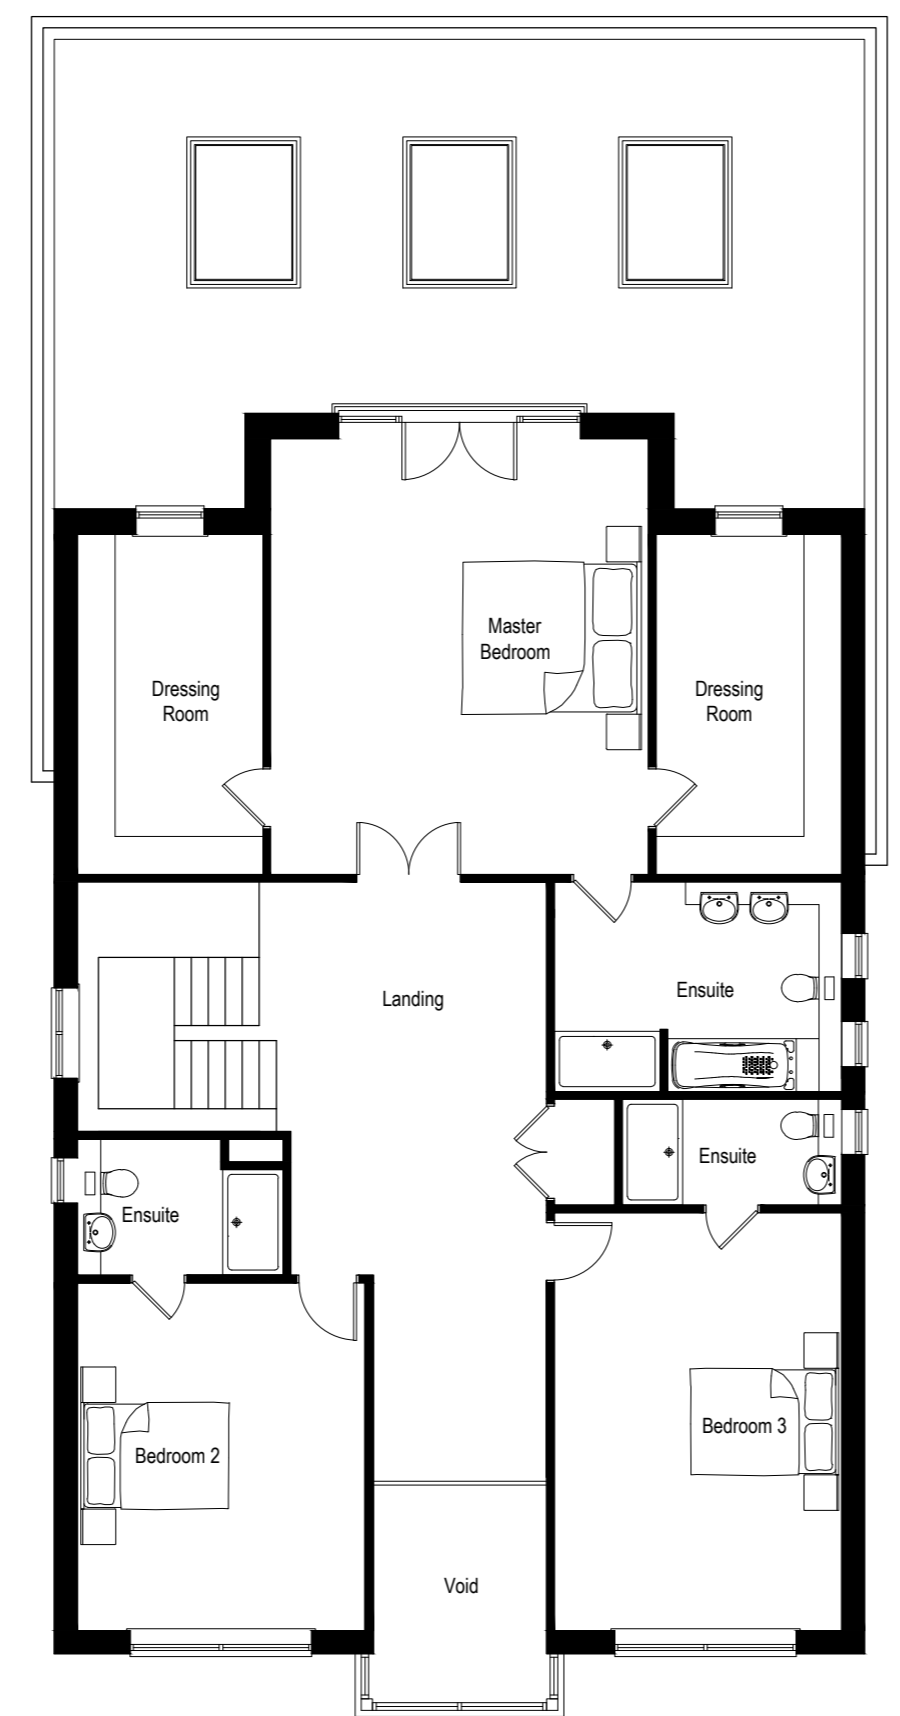 Master
Bedroom
Dressing
Room
Dressing
Room
Landing
Ensuite
Ensuite
Ensuite
Bedroom 3
Bedroom 2
Void